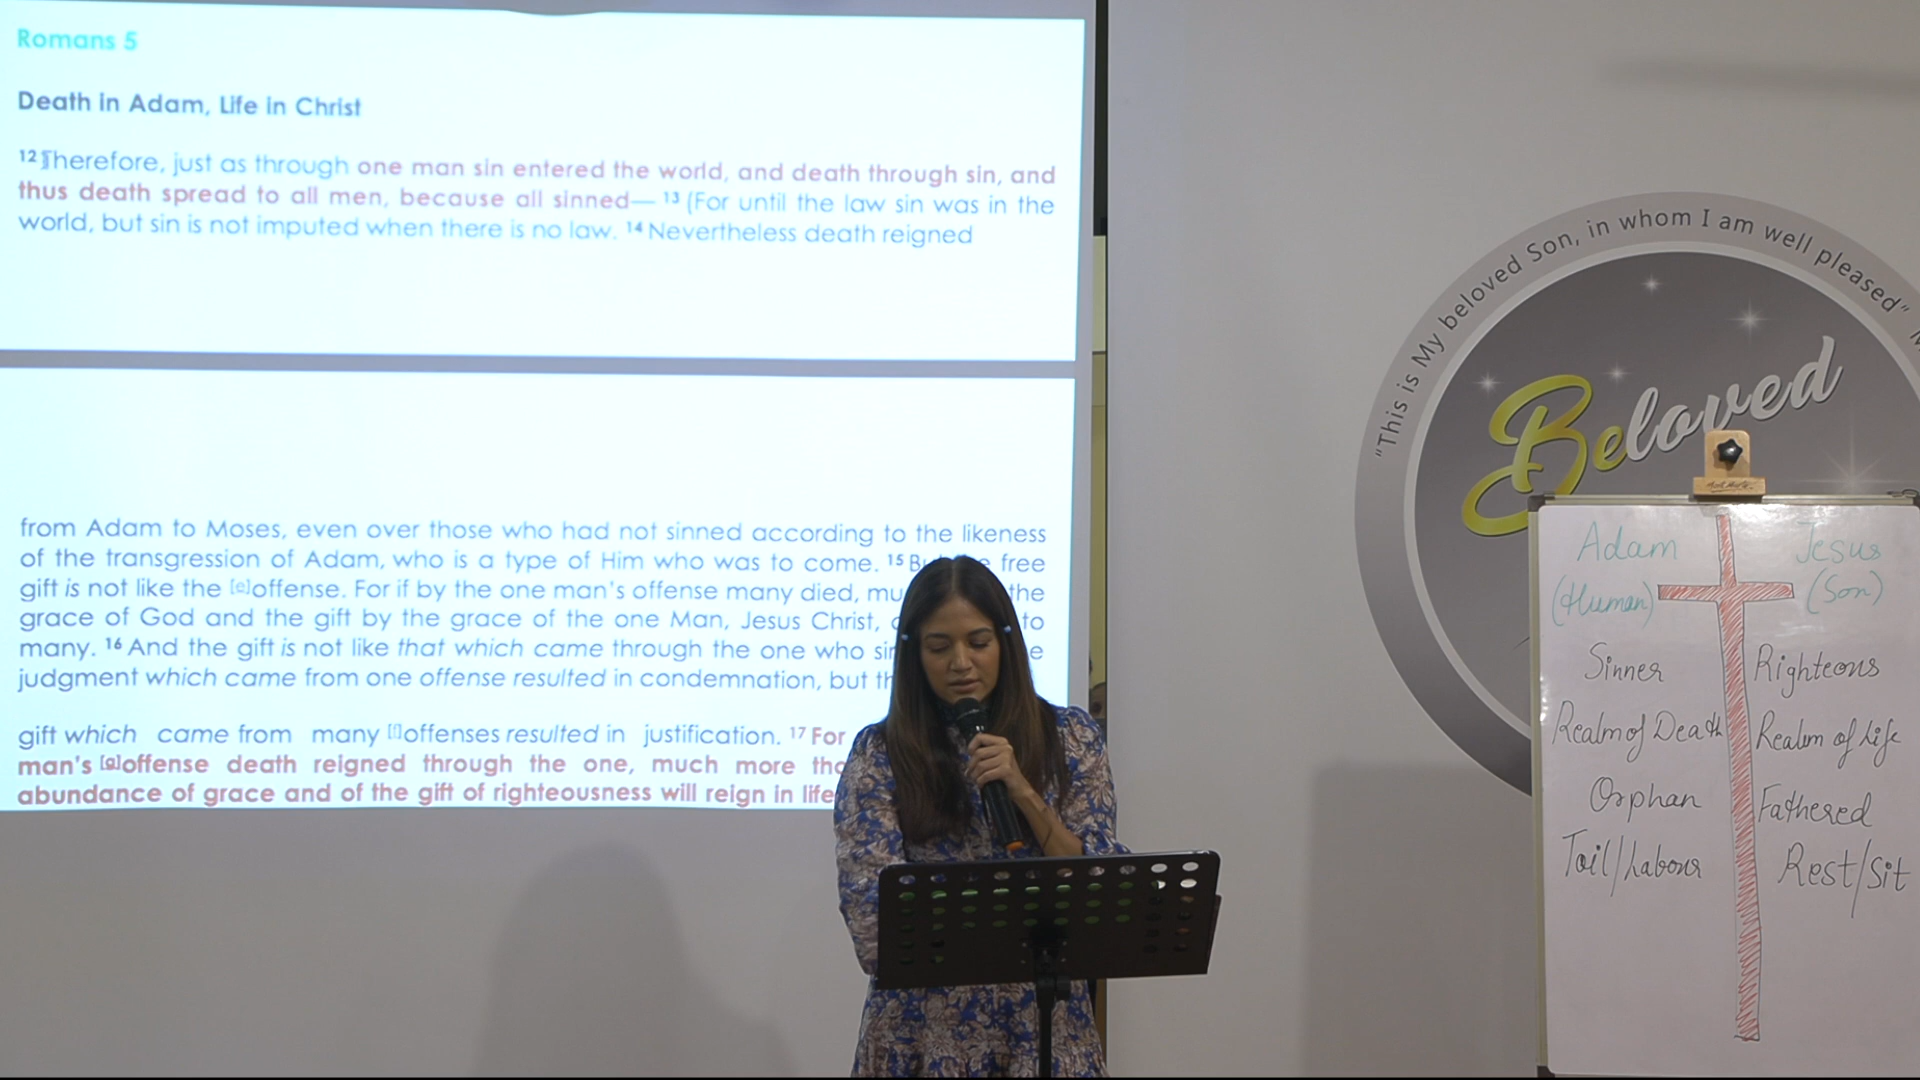 Romans 5
Death in Adam, Life in Christ
12 Therefore, just as through one man sin entered the world, and death through sin, and
thus death spread to all men, because all sinned— 13 (For until the law sin was in the
world, but sin is not imputed when there is no law. 14 Nevertheless death reigned
from Adam to Moses, even over those who had not sinned according to the likeness
of the transgression of Adam, who is a type of Him who was to come. 15 free
gift is not like the [e]offense. For if by the one man's offense many died, the
grace of God and the gift by the grace of the one Man, Jesus Christ, to
many. 16 And the gift is not like that which came through the one who
judgment which came from one offense resulted in condemnation, but
gift which came from many [f]offenses resulted in justification. 17 For
man's [g]offense death reigned through the one, much more
abundance of grace and of the gift of righteousness will reign in life
"This is My beloved Son, in whom I am well pleased"
Beloved
Adam
(Human)
Sinner
Realm of Death
Orphan
Toil/Labour
Jesus
(Son)
Righteous
Realm of Life
Fathered
Rest/Sit